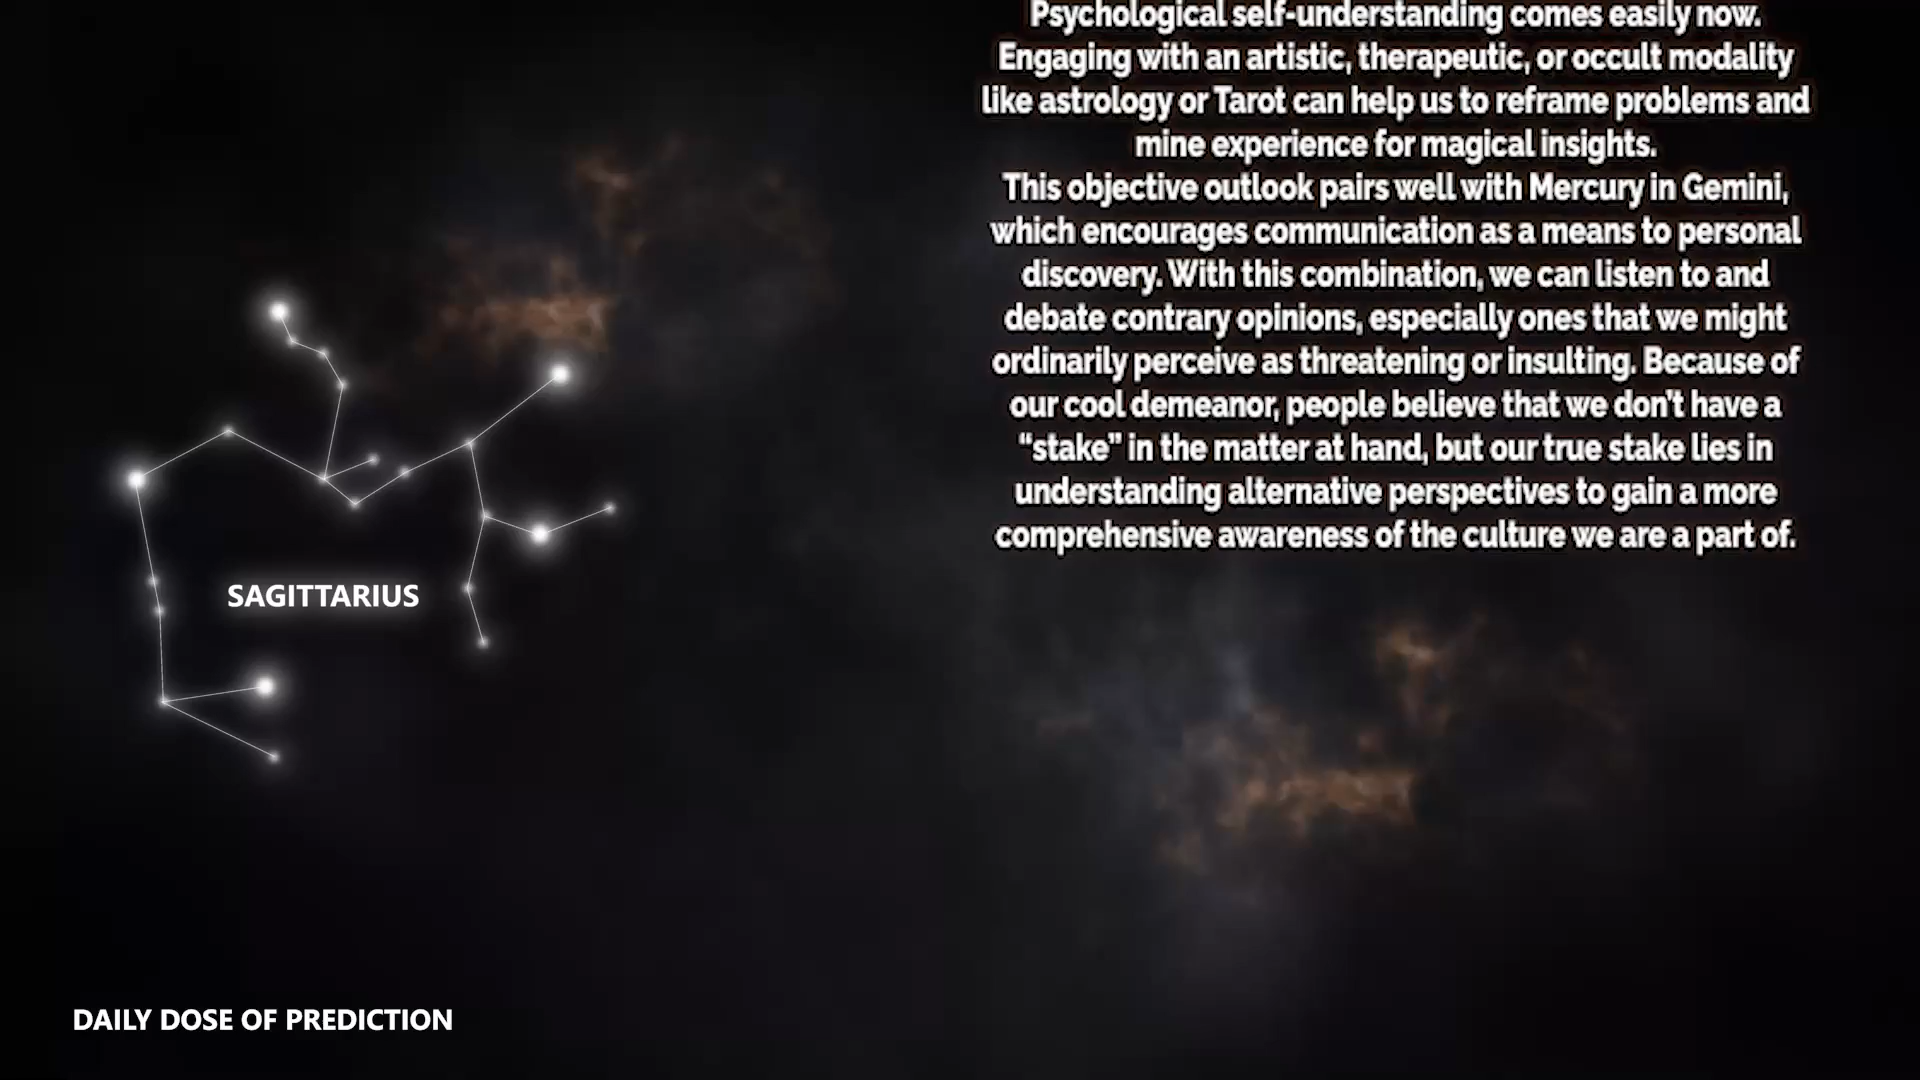 Psychological self-understanding comes easily now.
Engaging with an artistic, therapeutic, or occult modality
like astrology or Tarot can help us to reframe problems and
mine experience for magical insights.
This objective outlook pairs well with Mercury in Gemini,
which encourages communication as a means to personal
discovery. With this combination, we can listen to and
debate contrary opinions, especially ones that we might
ordinarily perceive as threatening or insulting. Because of
our cool demeanor, people believe that we don’t have a
“stake” in the matter at hand, but our true stake lies in
understanding alternative perspectives to gain a more
comprehensive awareness of the culture we are a part of.
SAGITTARIUS
DAILY DOSE OF PREDICTION